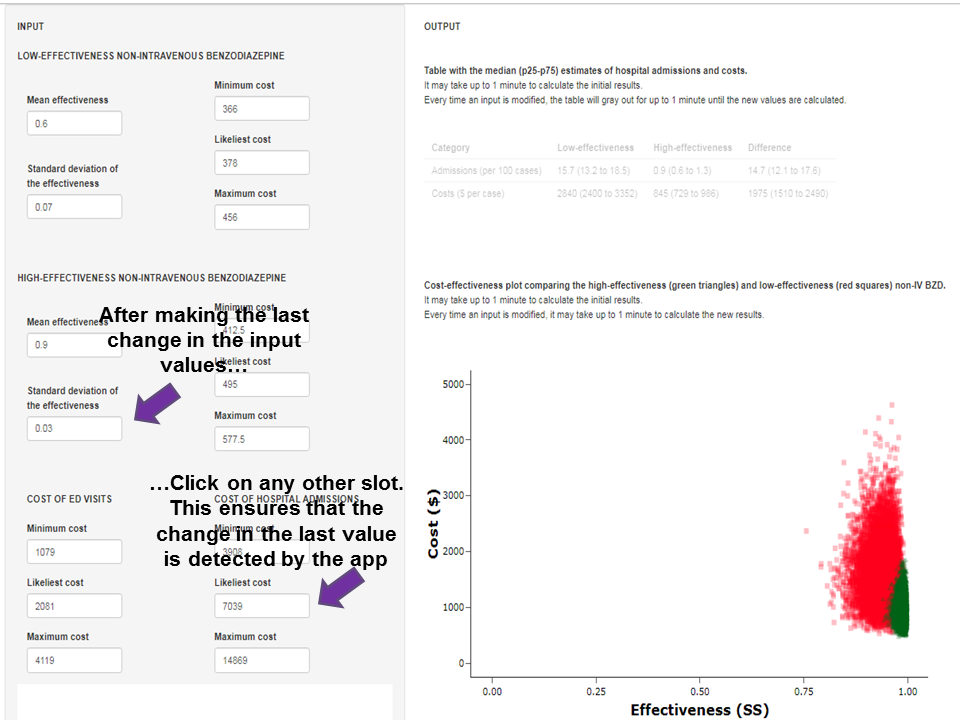 INPUT
LOW-EFFECTIVENESS NON-INTRAVENOUS BENZODIAZEPINE
Mean effectiveness
0.6
Standard deviation of
the effectiveness
0.07
Minimum cost
366
Likeliest cost
378
Maximum cost
456
HIGH-EFFECTIVENESS NON-INTRAVENOUS BENZODIAZEPINE
Mean effectiveness
0.9
Standard deviation of
the effectiveness
0.03
Minimum cost
412.5
Likeliest cost
495
Maximum cost
577.5
After making the last
change in the input
values…
COST OF ED VISITS
Minimum cost
1079
Likeliest cost
2081
Maximum cost
4119
COST OF HOSPITAL ADMISSIONS
Minimum cost
3908
Likeliest cost
7039
Maximum cost
14869
…Click on any other slot.
This ensures that the
change in the last value
is detected by the app
OUTPUT
Table with the median (p25-p75) estimates of hospital admissions and costs.
It may take up to 1 minute to calculate the initial results.
Every time an input is modified, the table will gray out for up to 1 minute until the new values are calculated.
Category Low-effectiveness High-effectiveness Difference
Admissions (per 100 cases) 15.7 (13.2 to 18.5) 0.9 (0.6 to 1.3) 14.7 (12.1 to 17.6)
Costs ($ per case) 2840 (2400 to 3352) 845 (729 to 986) 1975 (1510 to 2490)
Cost-effectiveness plot comparing the high-effectiveness (green triangles) and low-effectiveness (red squares) non-IV BZD.
It may take up to 1 minute to calculate the initial results.
Every time an input is modified, it may take up to 1 minute to calculate the new results.
Cost ($)
5000
4000
3000
2000
1000
0
0.00 0.25 0.50 0.75 1.00
Effectiveness (SS)